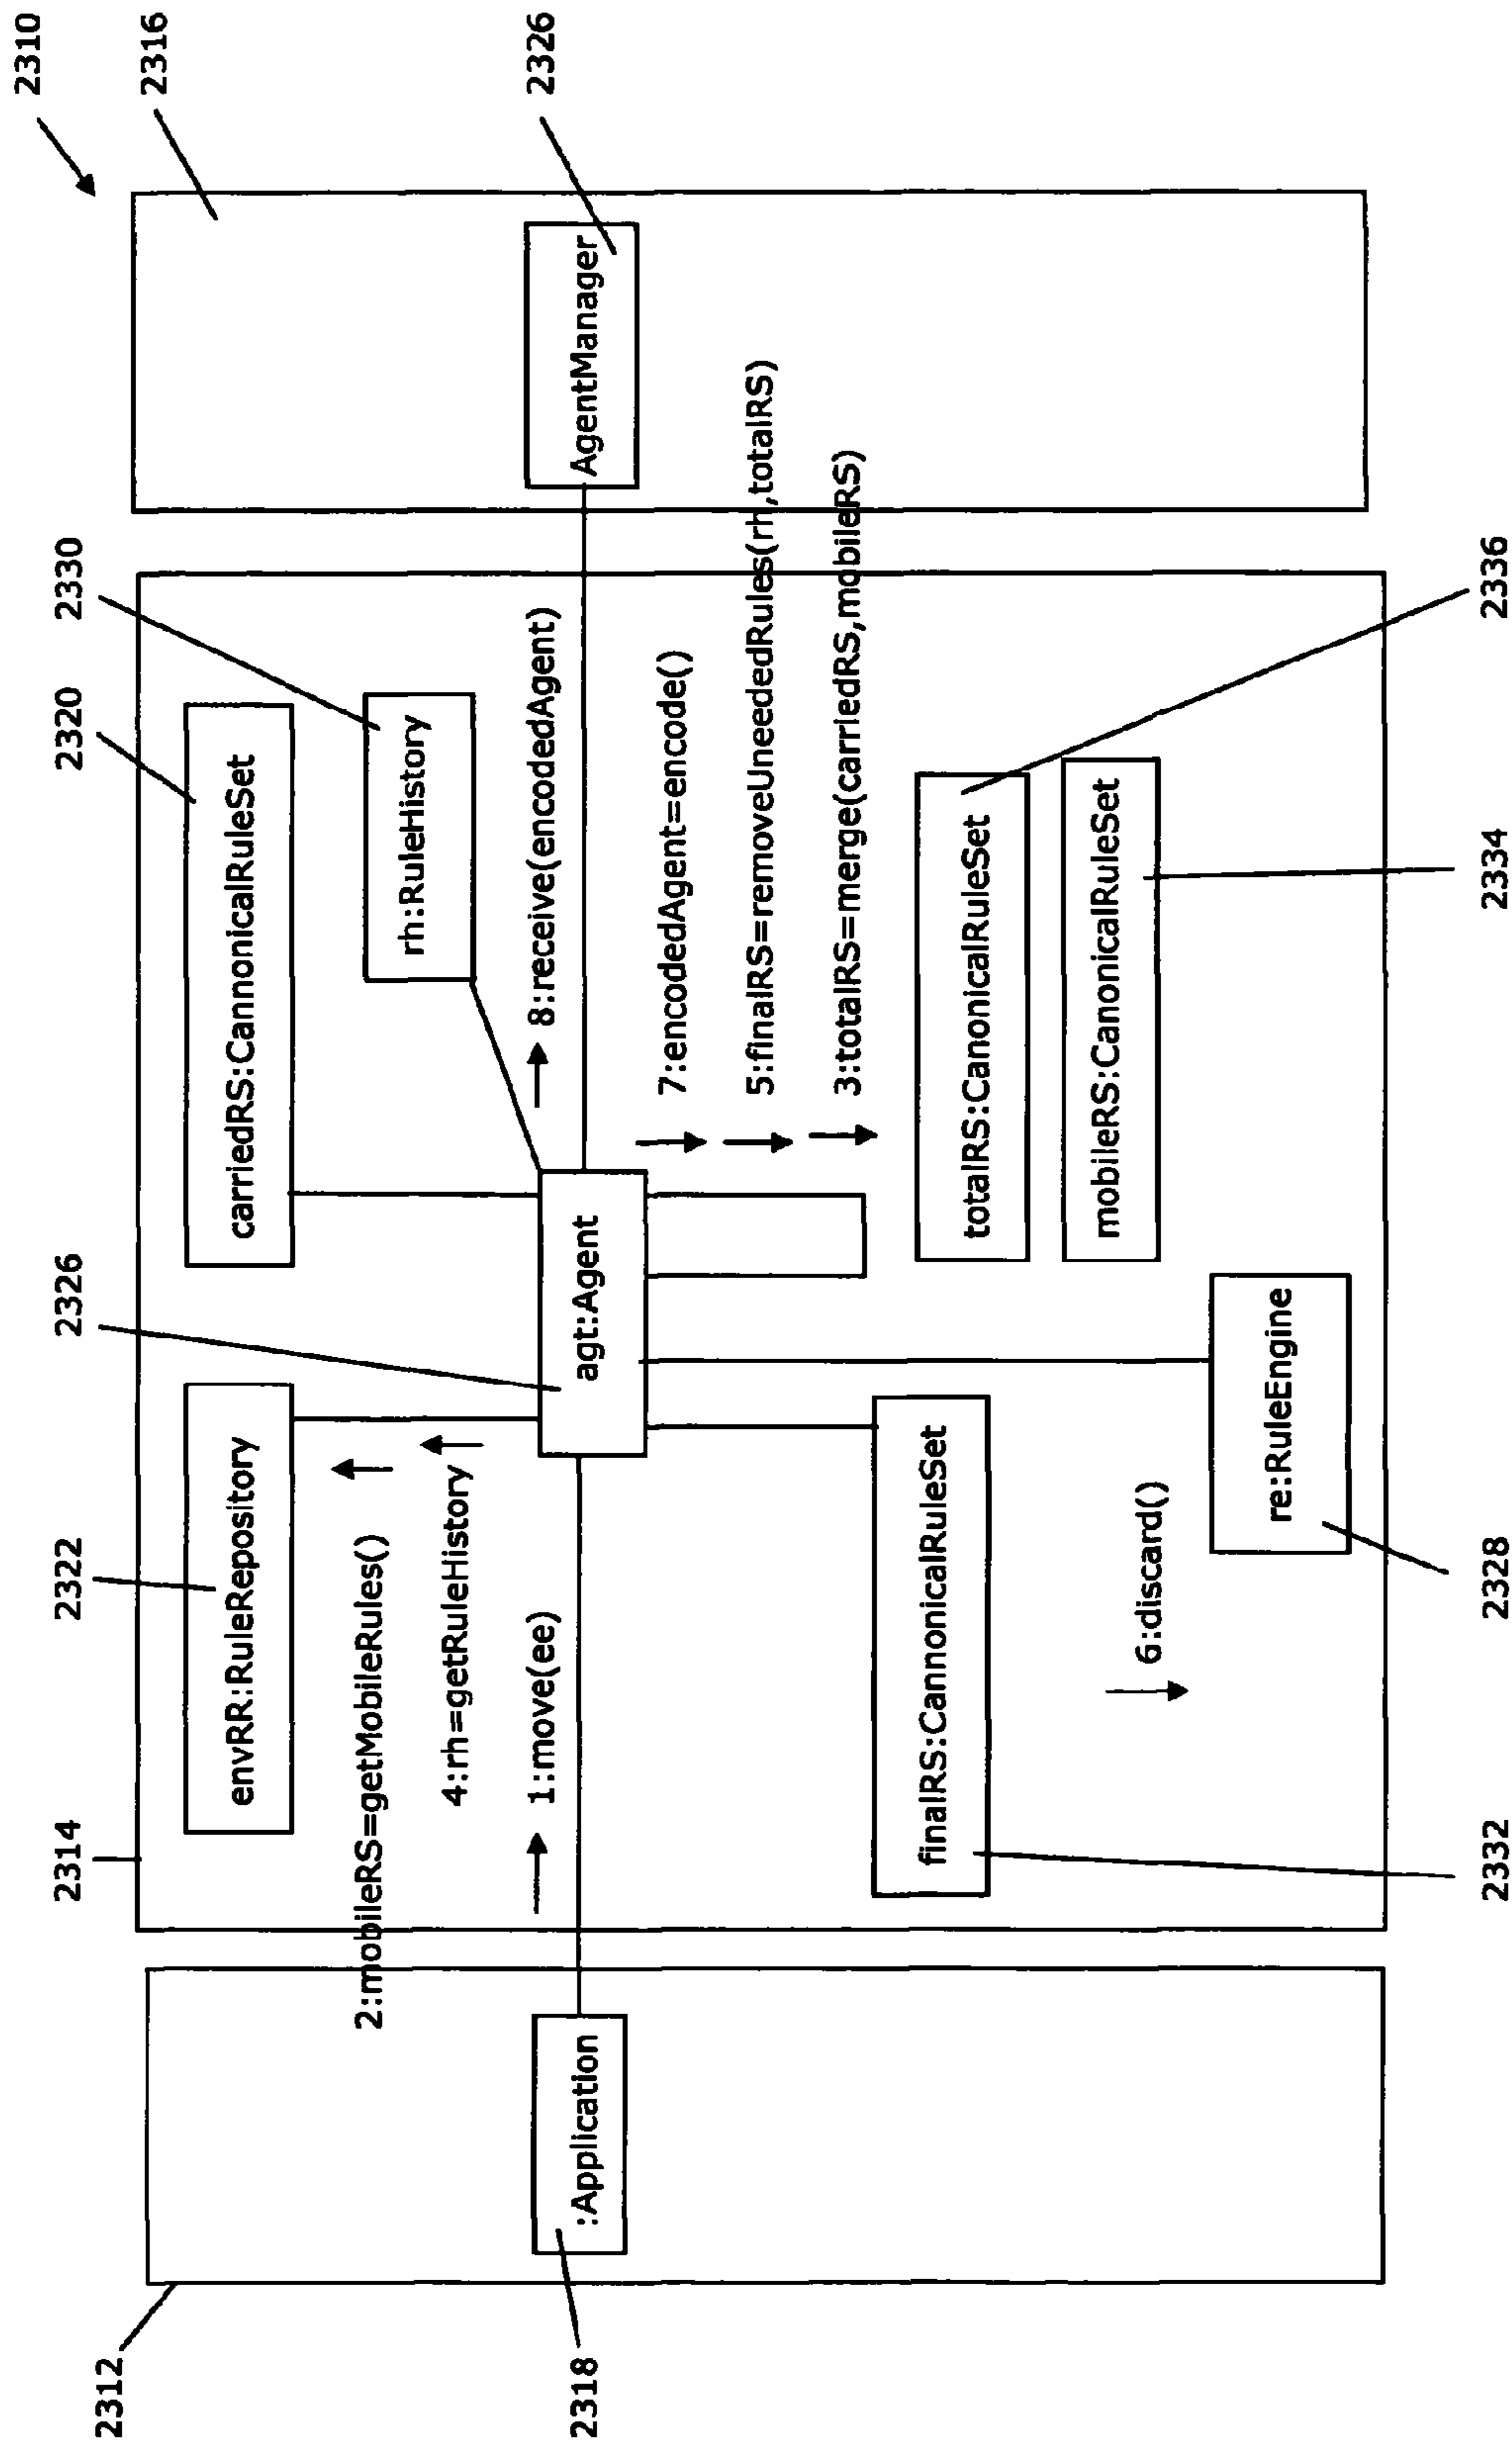 2310
2316
2326
2330
2320
2326
2322
2314
2312
2318
carriedRS:CannonicalRuleSet
rh:RuleHistory
envRR:RuleRepository
2:mobileRS=getMobileRules()
4:rh=getRuleHistory
1:move(ee)
8:receive(encodedAgent)
:Application
agt:Agent
AgentManager
7:encodedAgent=encode()
5:finalRS=removeUneededRules(rh,totalRS)
3:totalRS=merge(carriedRS,mobileRS)
finalRS:CannonicalRuleSet
totalRS:CanonicalRuleSet
mobileRS:CanonicalRuleSet
6:discard()
re:RuleEngine
2332
2328
2334
2336